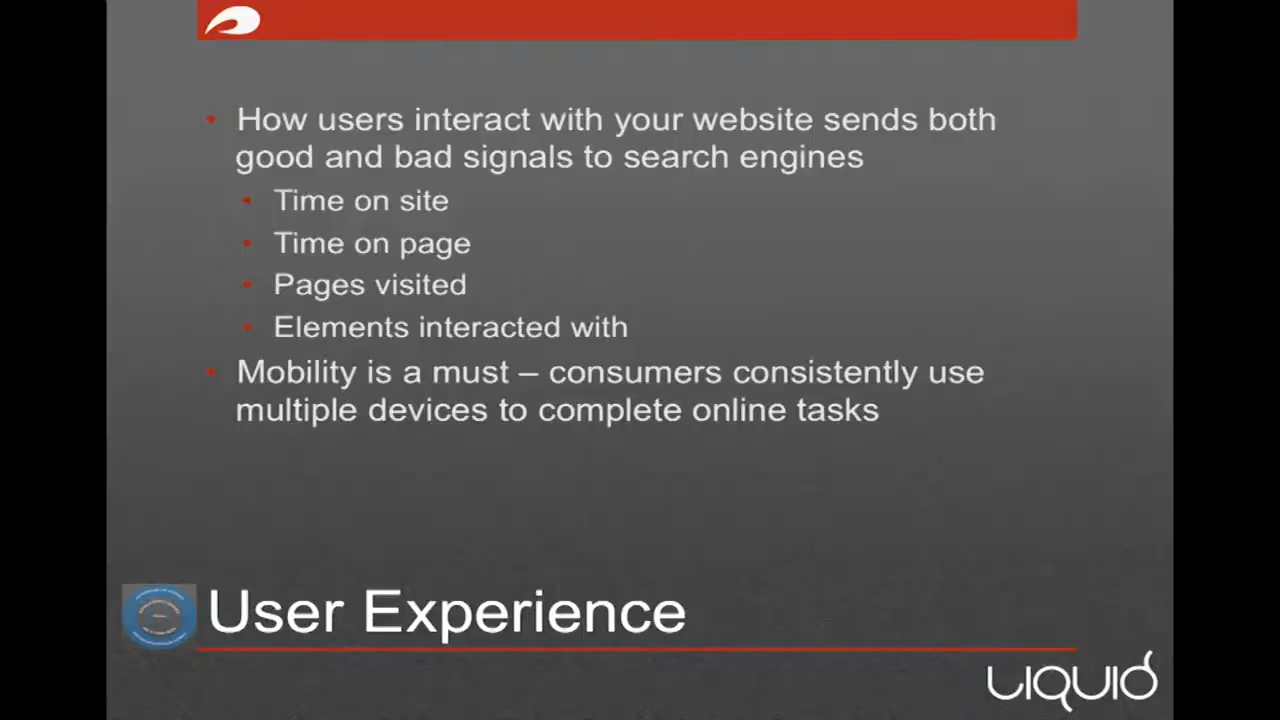 • How users interact with your website sends both
good and bad signals to search engines
• Time on site
• Time on page
• Pages visited
• Elements interacted with
• Mobility is a must – consumers consistently use
multiple devices to complete online tasks
User Experience
LIQUID